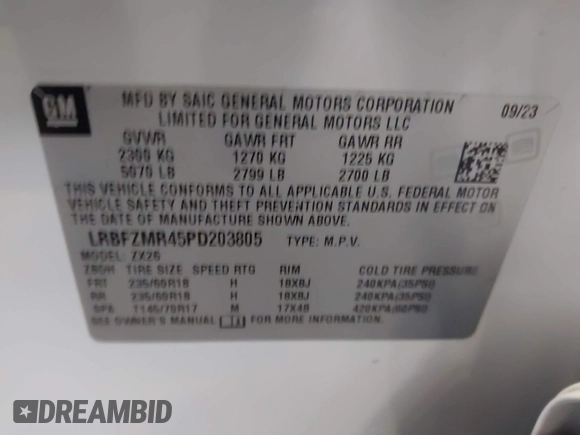 GM
MFD BY SAIC GENERAL MOTORS CORPORATION
LIMITED FOR GENERAL MOTORS LLC
09/23
GVWR GAWR FRT GAWR RR
2300 KG 1270 KG 1225 KG
5070 LB 2799 LB 2700 LB
THIS VEHICLE CONFORMS TO ALL APPLICABLE U.S. FEDERAL MOTOR
VEHICLE SAFETY AND THEFT PREVENTION STANDARDS IN EFFECT ON
THE DATE OF MANUFACTURE SHOWN ABOVE.
LRBFZMR45PD203805 TYPE: M.P.V.
MODEL: ZX26
TIRE SIZE SPEED RTG RIM COLD TIRE PRESSURE
FRT 235/60R18 H 18X8J 240KPA(35PSI)
RR 235/60R18 H 18X8J 240KPA(35PSI)
SPA T145/70R17 M 17X4B 420KPA(60PSI)
SEE OWNER'S MANUAL FOR MORE INFORMATION
DREAMBID